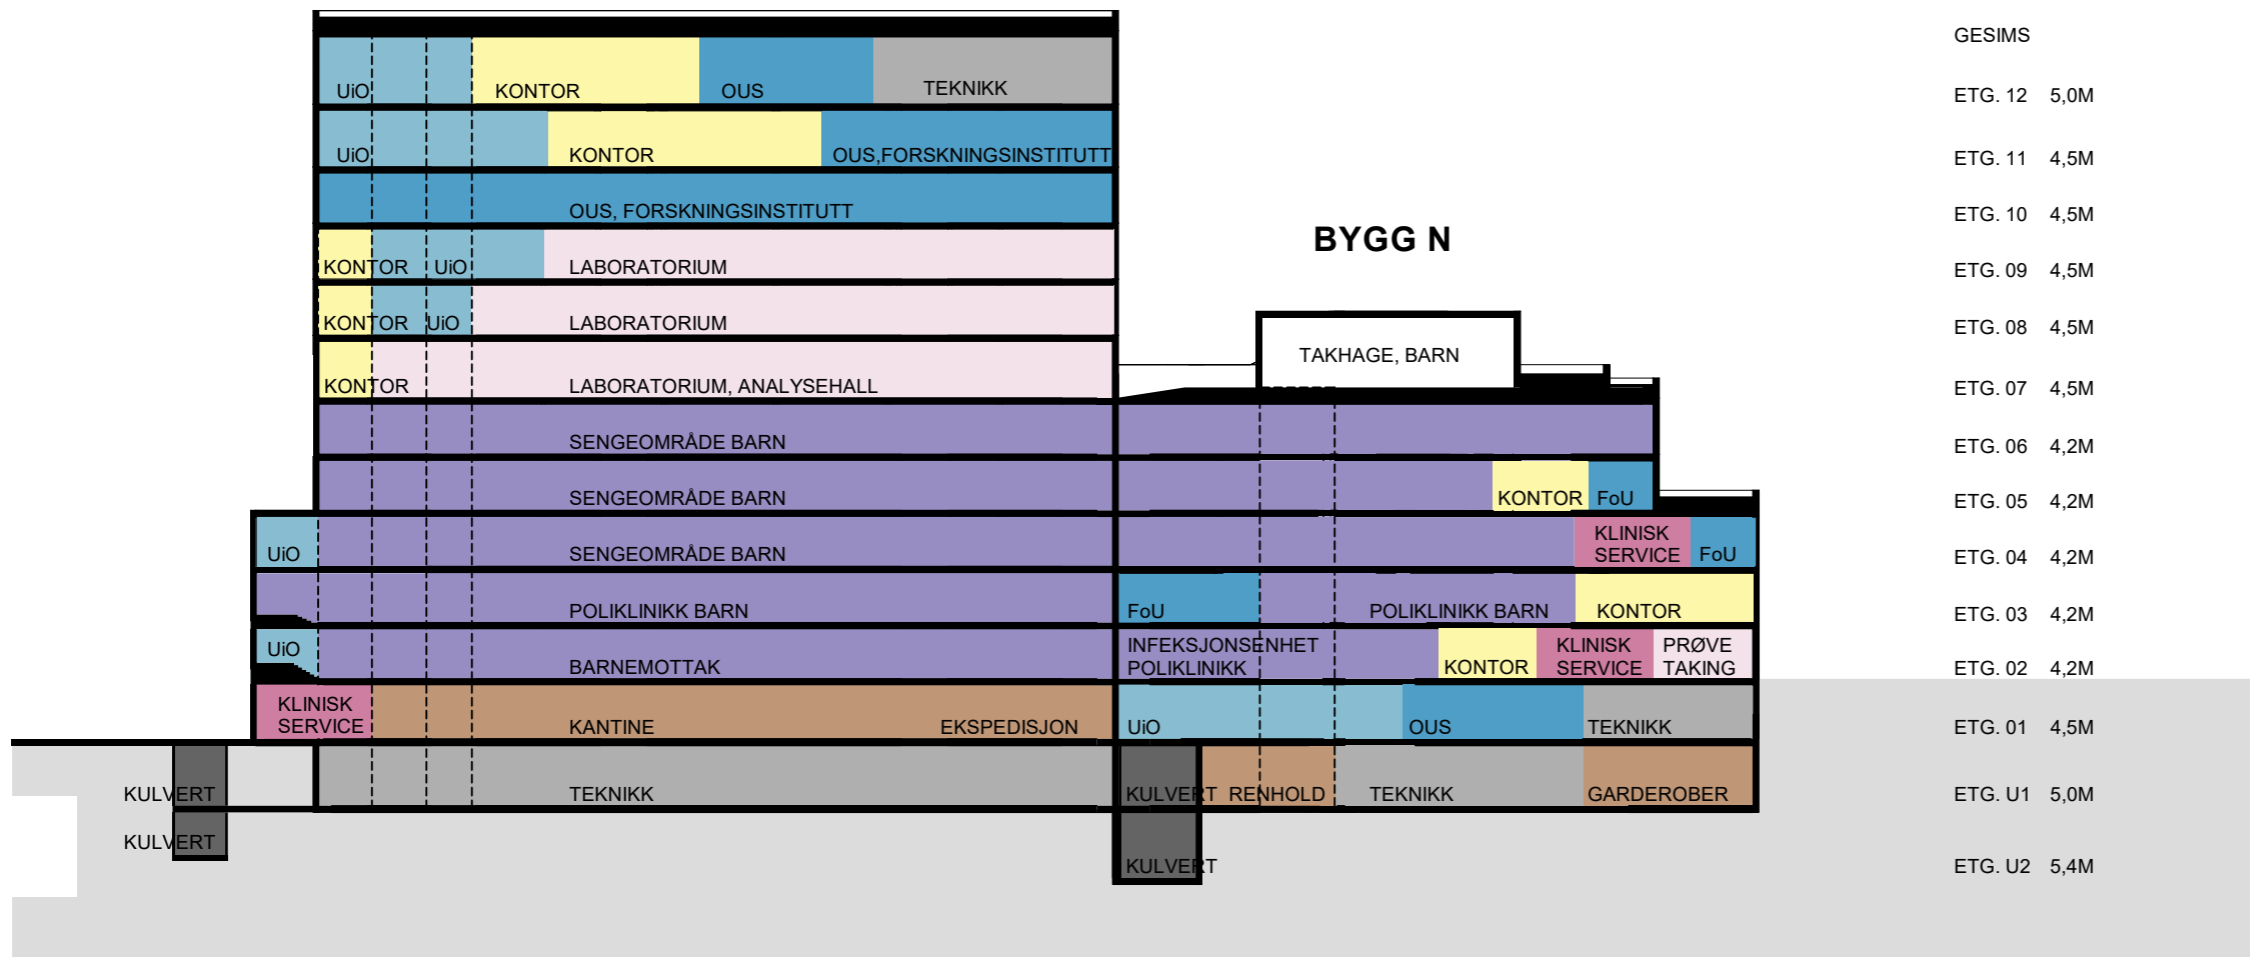 GESIMS
UiO KONTOR OUS TEKNIKK ETG. 12 5,0M
UiO KONTOR OUS,FORSKNINGSINSTITUTT ETG. 11 4,5M
OUS, FORSKNINGSINSTITUTT ETG. 10 4,5M
BYGG N
KONTOR UiO LABORATORIUM ETG. 09 4,5M
KONTOR UiO LABORATORIUM ETG. 08 4,5M
TAKHAGE, BARN
KONTOR LABORATORIUM, ANALYSEHALL ETG. 07 4,5M
SENGEOMRÅDE BARN ETG. 06 4,2M
SENGEOMRÅDE BARN KONTOR FoU ETG. 05 4,2M
UiO SENGEOMRÅDE BARN KLINISK
SERVICE FoU ETG. 04 4,2M
POLIKLINIKK BARN FoU POLIKLINIKK BARN KONTOR ETG. 03 4,2M
UiO BARNEMOTTAK INFEKSJONSENHET
POLIKLINIKK KONTOR KLINISK
SERVICE PRØVE
TAKING ETG. 02 4,2M
KLINISK
SERVICE KANTINE EKSPEDISJON UiO OUS TEKNIKK ETG. 01 4,5M
KULVERT TEKNIKK KULVERT RENHOLD TEKNIKK GARDEROBER ETG. U1 5,0M
KULVERT
KULVERT ETG. U2 5,4M